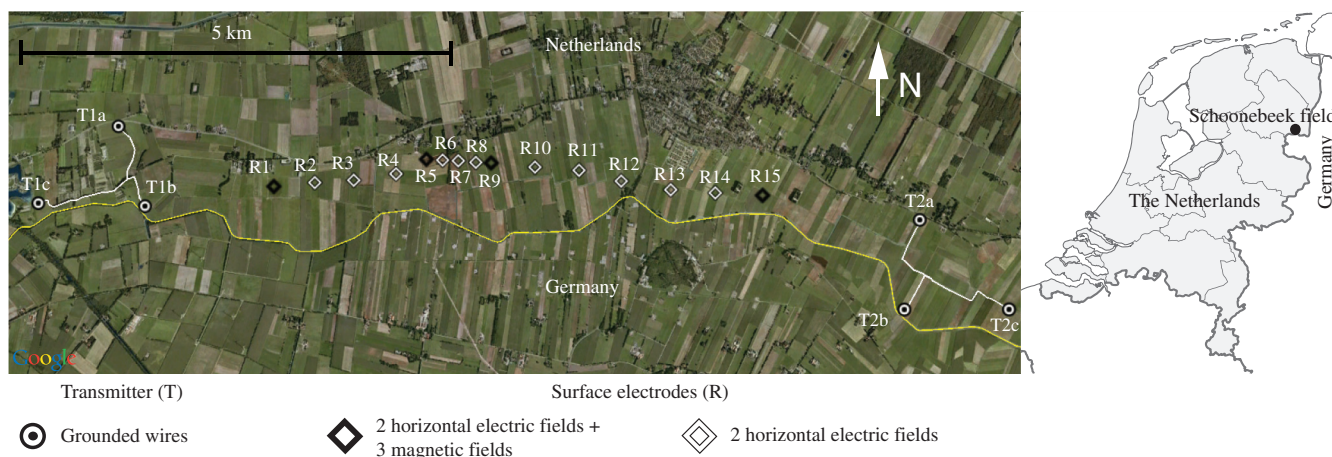 5 km
Netherlands
N
T1a
R6
R8
R10
R11
R12
R4
R3
R2
R1
R5
R7
R9
R13
R14
R15
T1c
T1b
T2a
Germany
T2b
T2c
Google
Schoonebeek field
The Netherlands
Germany
Transmitter (T)
Surface electrodes (R)
Grounded wires
2 horizontal electric fields +
3 magnetic fields
2 horizontal electric fields